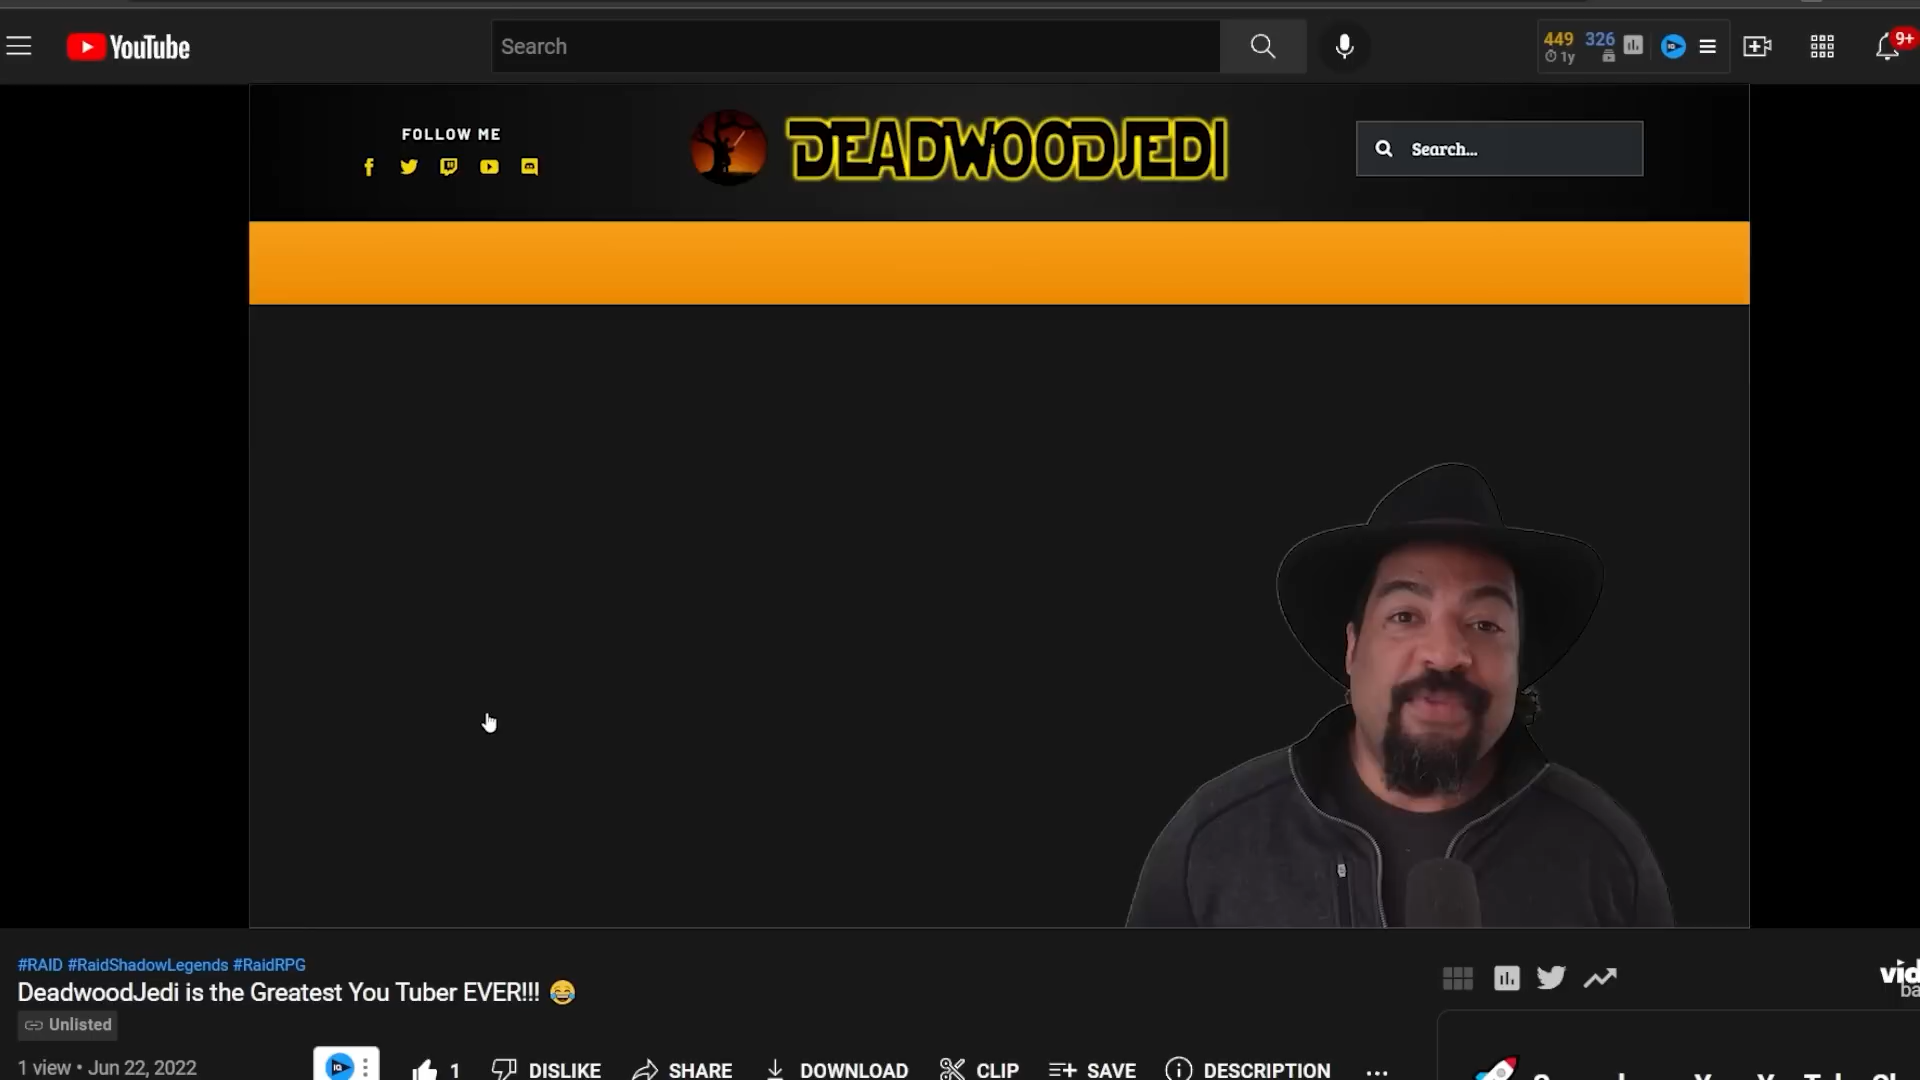 YouTube
Search
449 326
1y
9+
FOLLOW ME
DEADWOODJEDI
Search...
#RAID #RaidShadowLegends #RaidRPG
DeadwoodJedi is the Greatest You Tuber EVER!!! 😂
Unlisted
1 view • Jun 22, 2022
1 DISLIKE SHARE DOWNLOAD CLIP SAVE DESCRIPTION ...